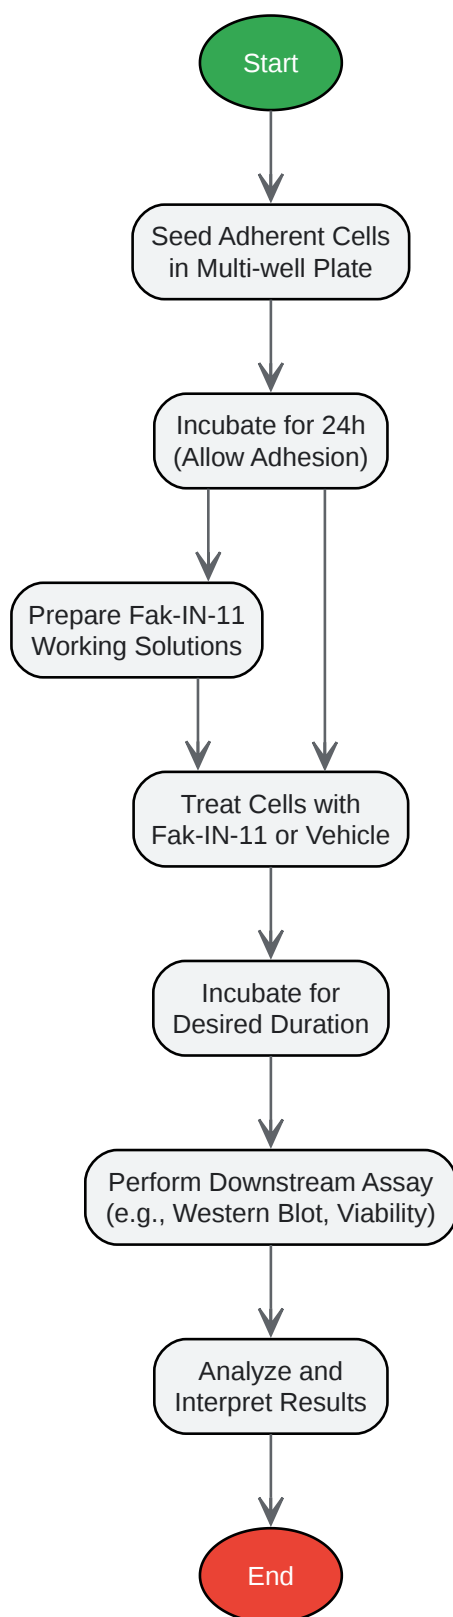 Start
Seed Adherent Cells
in Multi-well Plate
Incubate for 24h
(Allow Adhesion)
Prepare Fak-IN-11
Working Solutions
Treat Cells with
Fak-IN-11 or Vehicle
Incubate for
Desired Duration
Perform Downstream Assay
(e.g., Western Blot, Viability)
Analyze and
Interpret Results
End